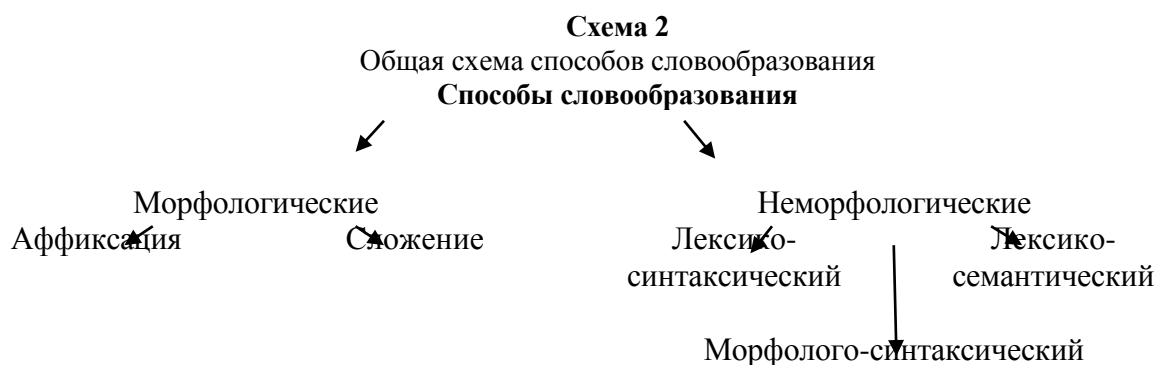 Схема 2
Общая схема способов словообразования
Способы словообразования
Морфологические Неморфологические
Аффиксация Сложение Лексико- Лексико-
синтаксический семантический
Морфолого-синтаксический